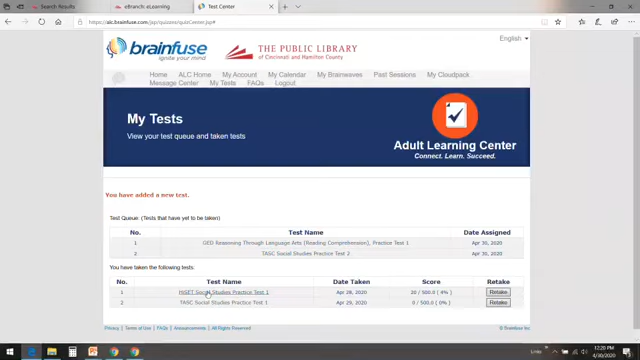 Search Results
eBranch: eLearning
Test Center
https://alc.brainfuse.com/jsp/quizzes/quizCenter.jsp#
English
brainfuse
ignite your mind
THE PUBLIC LIBRARY
of Cincinnati and Hamilton County
Home ALC Home My Account My Calendar My Brainwaves Past Sessions My Cloudpack
Message Center My Tests FAQs Logout
My Tests
View your test queue and taken tests
Adult Learning Center
Connect. Learn. Succeed.
You have added a new test.
Test Queue: (Tests that have yet to be taken)
No. Test Name Date Assigned
1 GED Reasoning Through Language Arts (Reading Comprehension), Practice Test 1 Apr 30, 2020
2 TASC Social Studies Practice Test 2 Apr 30, 2020
You have taken the following tests:
No. Test Name Date Taken Score Retake
1 HiSET Social Studies Practice Test 1 Apr 28, 2020 20 / 500.0 ( 4% ) Retake
2 TASC Social Studies Practice Test 1 Apr 29, 2020 0 / 500.0 ( 0% ) Retake
Privacy | Terms of Use | FAQs | Announcements | All Rights Reserved
© Brainfuse Inc
Links
12:25 PM
4/30/2020